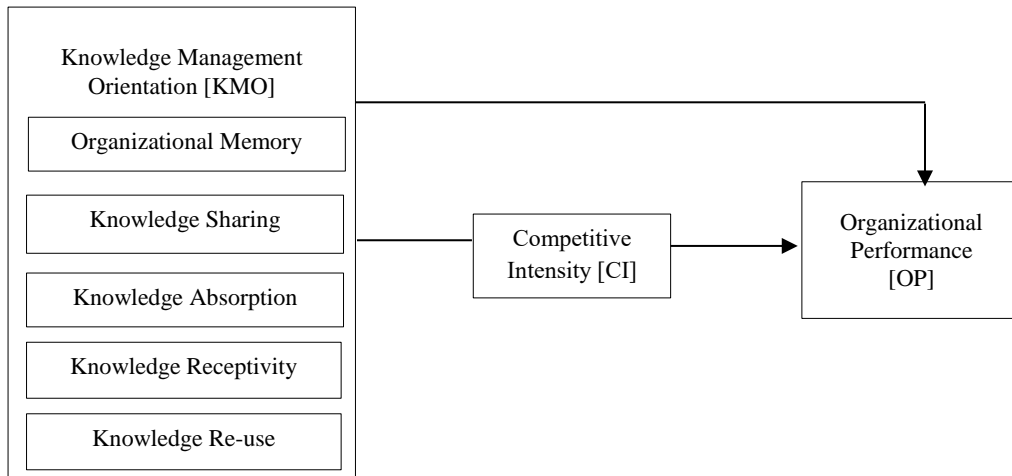 Knowledge Management
Orientation [KMO]
Organizational Memory
Knowledge Sharing
Knowledge Absorption
Knowledge Receptivity
Knowledge Re-use
Competitive
Intensity [CI]
Organizational
Performance
[OP]